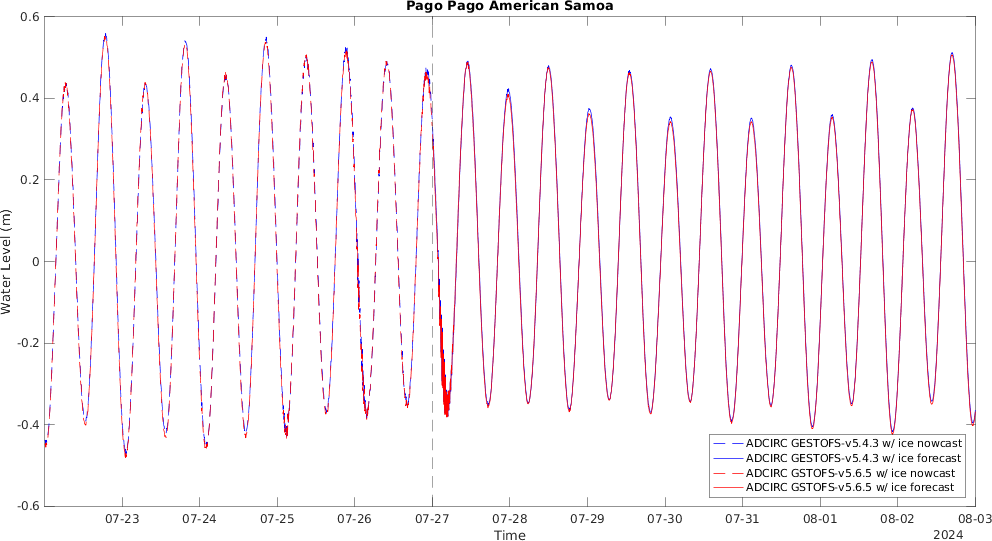 Pago Pago American Samoa
0.6
0.4
0.2
0
-0.2
-0.4
-0.6
Water Level (m)
07-23 07-24 07-25 07-26 07-27 07-28 07-29 07-30 07-31 08-01 08-02 08-03
Time
2024
ADCIRC GESTOFS-v5.4.3 w/ ice nowcast
ADCIRC GESTOFS-v5.4.3 w/ ice forecast
ADCIRC GSTOFS-v5.6.5 w/ ice nowcast
ADCIRC GSTOFS-v5.6.5 w/ ice forecast